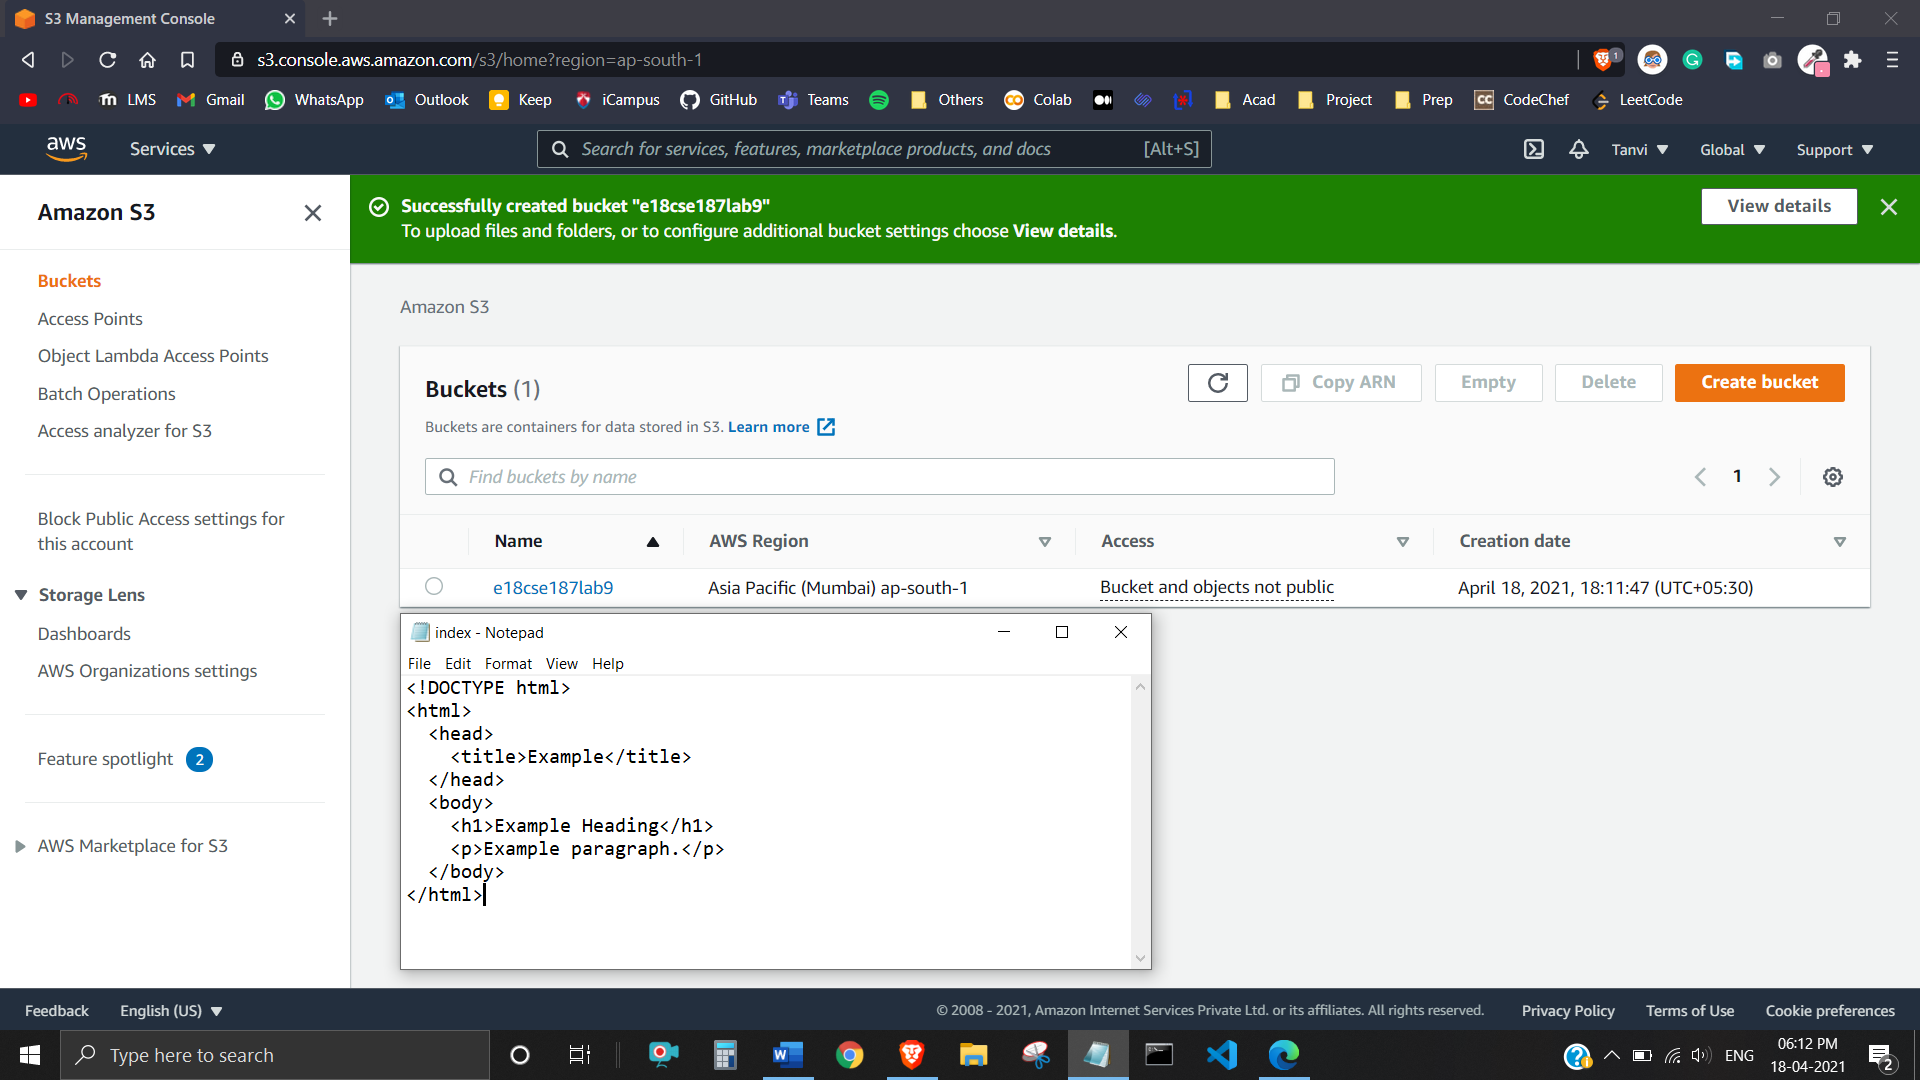 S3 Management Console
s3.console.aws.amazon.com/s3/home?region=ap-south-1
1
LMS Gmail WhatsApp Outlook Keep iCampus GitHub Teams Others Colab Acad Project Prep CC CodeChef LeetCode
aws Services Search for services, features, marketplace products, and docs [Alt+S] Tanvi Global Support
Amazon S3
Buckets
Access Points
Object Lambda Access Points
Batch Operations
Access analyzer for S3
Block Public Access settings for
this account
Storage Lens
Dashboards
AWS Organizations settings
Feature spotlight 2
AWS Marketplace for S3
Successfully created bucket "e18cse187lab9"
To upload files and folders, or to configure additional bucket settings choose View details.
View details
Amazon S3
Buckets (1)
Copy ARN Empty Delete Create bucket
Buckets are containers for data stored in S3. Learn more
Find buckets by name
1
Name AWS Region Access Creation date
e18cse187lab9 Asia Pacific (Mumbai) ap-south-1 Bucket and objects not public April 18, 2021, 18:11:47 (UTC+05:30)
index - Notepad
File Edit Format View Help
<!DOCTYPE html>
<html>
<head>
<title>Example</title>
</head>
<body>
<h1>Example Heading</h1>
<p>Example paragraph.</p>
</body>
</html>
Feedback English (US) © 2008 - 2021, Amazon Internet Services Private Ltd. or its affiliates. All rights reserved. Privacy Policy Terms of Use Cookie preferences
Type here to search
ENG
06:12 PM
18-04-2021
2